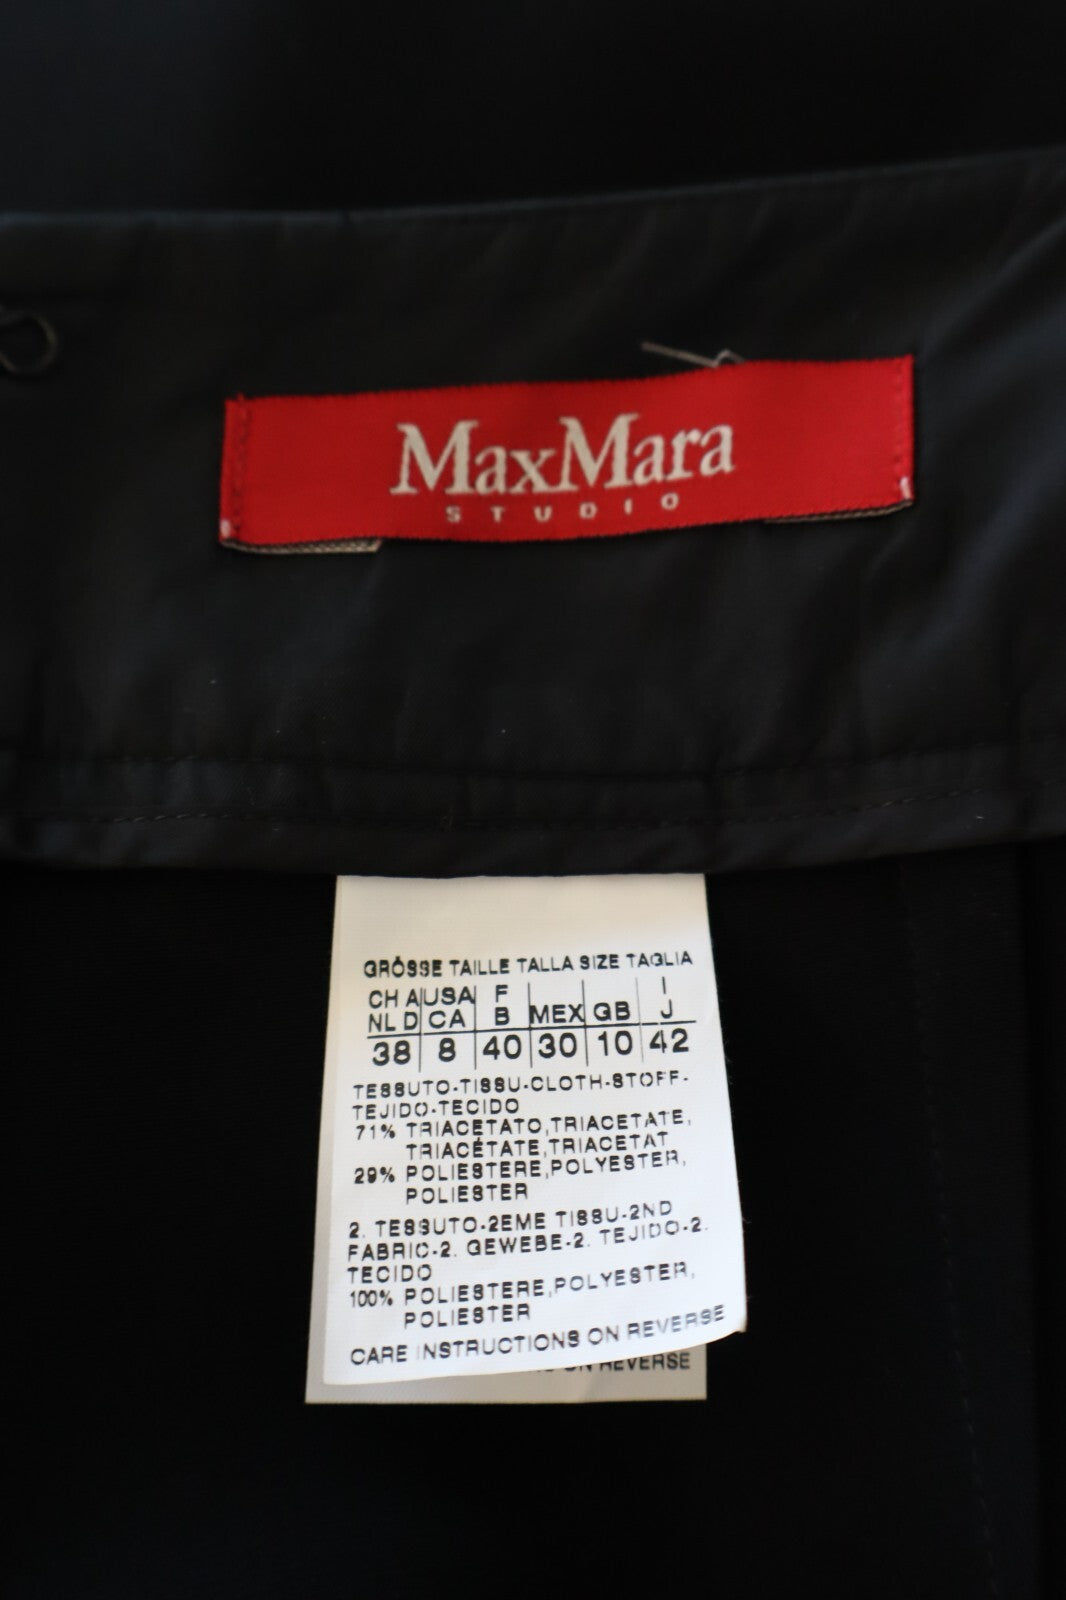 MaxMara
STUDIO
GRÖSSE TAILLE TALLA SIZE TAGLIA
CH A USA F I
NL D CA B MEX GB J
38 8 40 30 10 42
TESSUTO-TISSU-CLOTH-STOFF-
TEJIDO-TECIDO
71% TRIACETATO,TRIACETATE,
TRIACÉTATE,TRIACETAT
29% POLIESTERE,POLYESTER,
POLIESTER
2. TESSUTO-2EME TISSU-2ND
FABRIC-2. GEWEBE-2. TEJIDO-2.
TECIDO
100% POLIESTERE,POLYESTER,
POLIESTER
CARE INSTRUCTIONS ON REVERSE
ON REVERSE